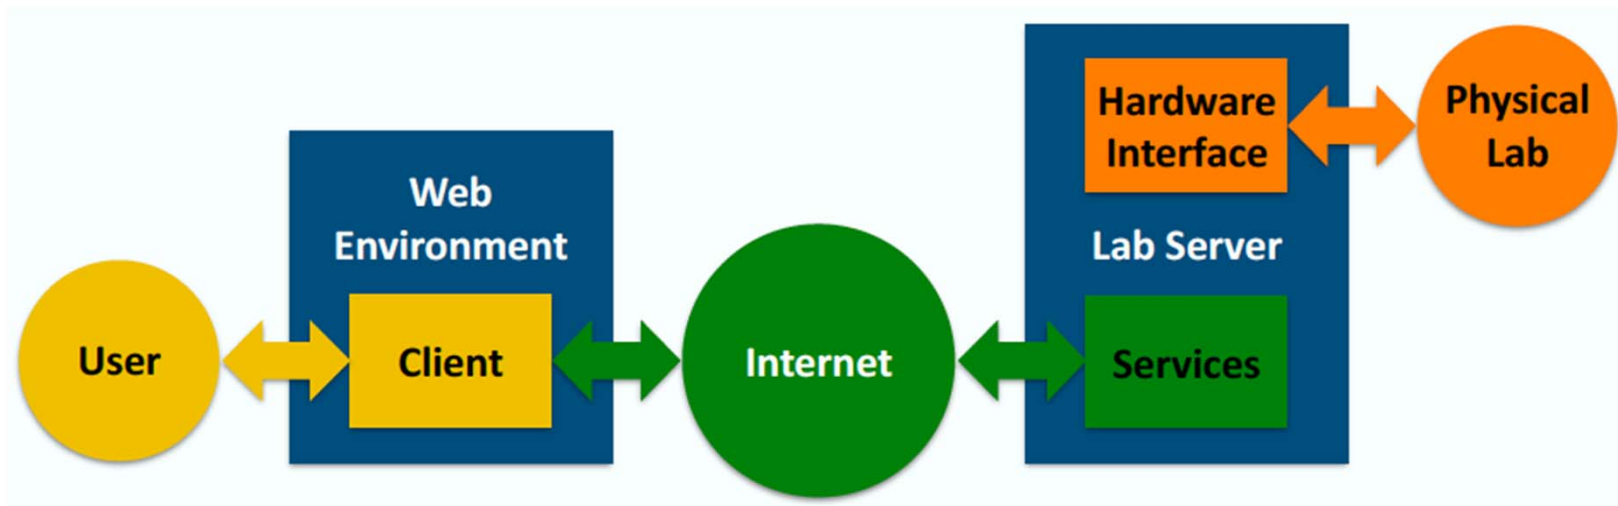 User
Web
Environment
Client
Internet
Hardware
Interface
Lab Server
Services
Physical
Lab